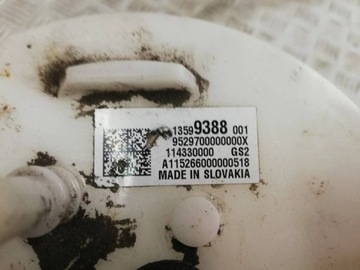 13599388 001
9529700000000X
114330000 GS2
A115266000000518
MADE IN SLOVAKIA